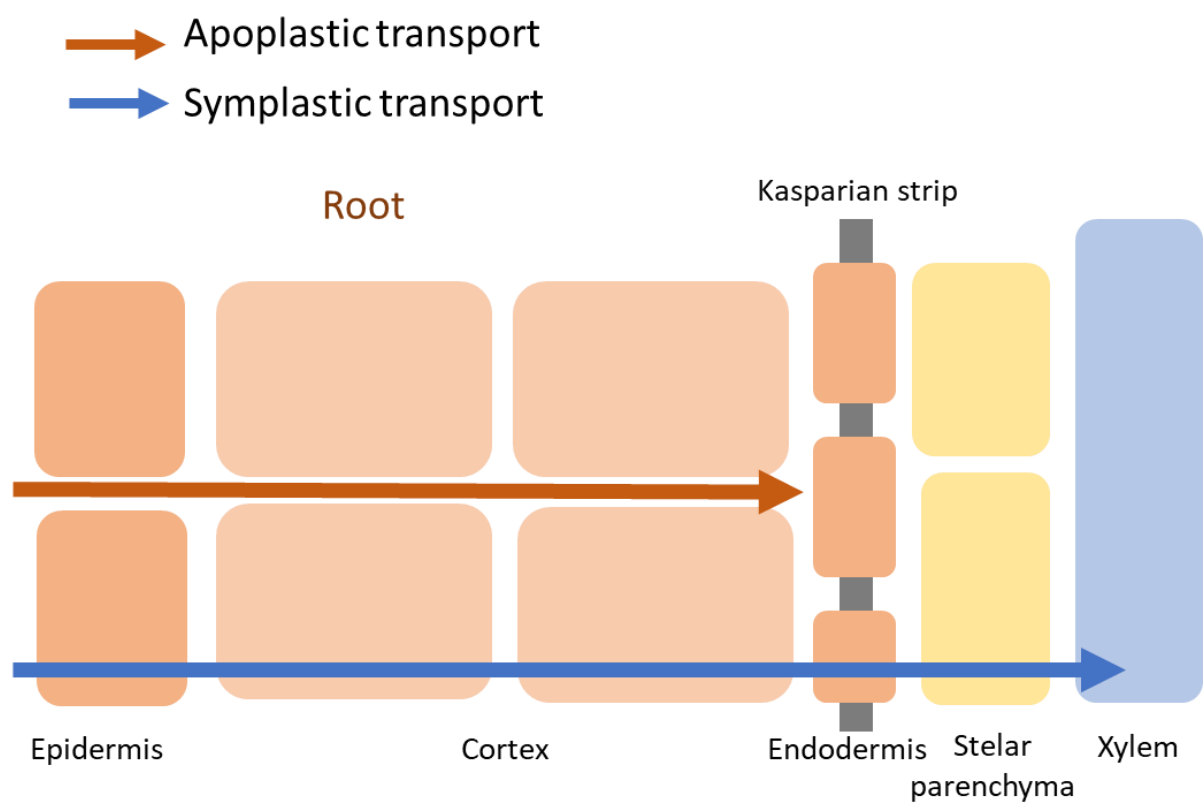 Apoplastic transport
Symplastic transport
Root
Kasparian strip
Epidermis
Cortex
Endodermis
Stelar
parenchyma
Xylem